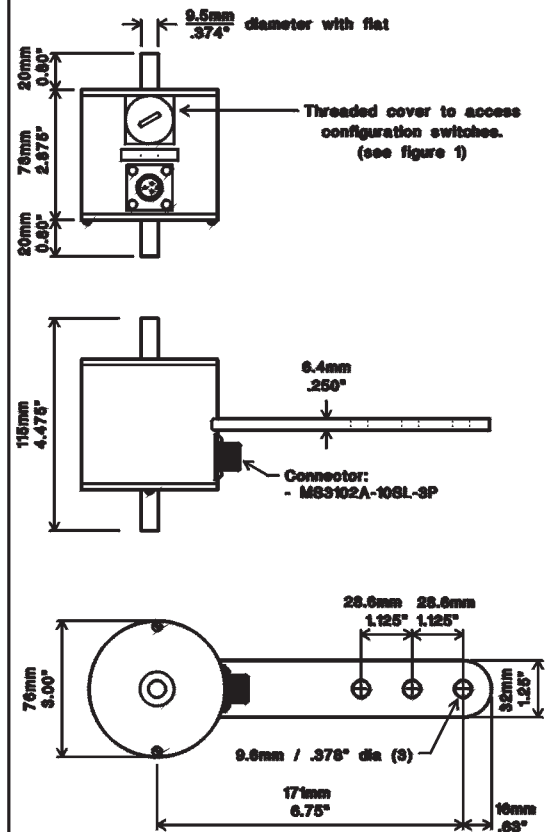 9.5mm
.374"
diameter with flat
20mm
0.80"
Threaded cover to access
configuration switches.
(see figure 1)
73mm
2.875"
20mm
0.80"
6.4mm
.250"
115mm
4.475"
Connector:
- MS3102A-10SL-3P
28.6mm 28.6mm
1.125" 1.125"
76mm
3.00"
32mm
1.25"
9.6mm / .378" dia (3)
171mm
6.75"
16mm
.63"